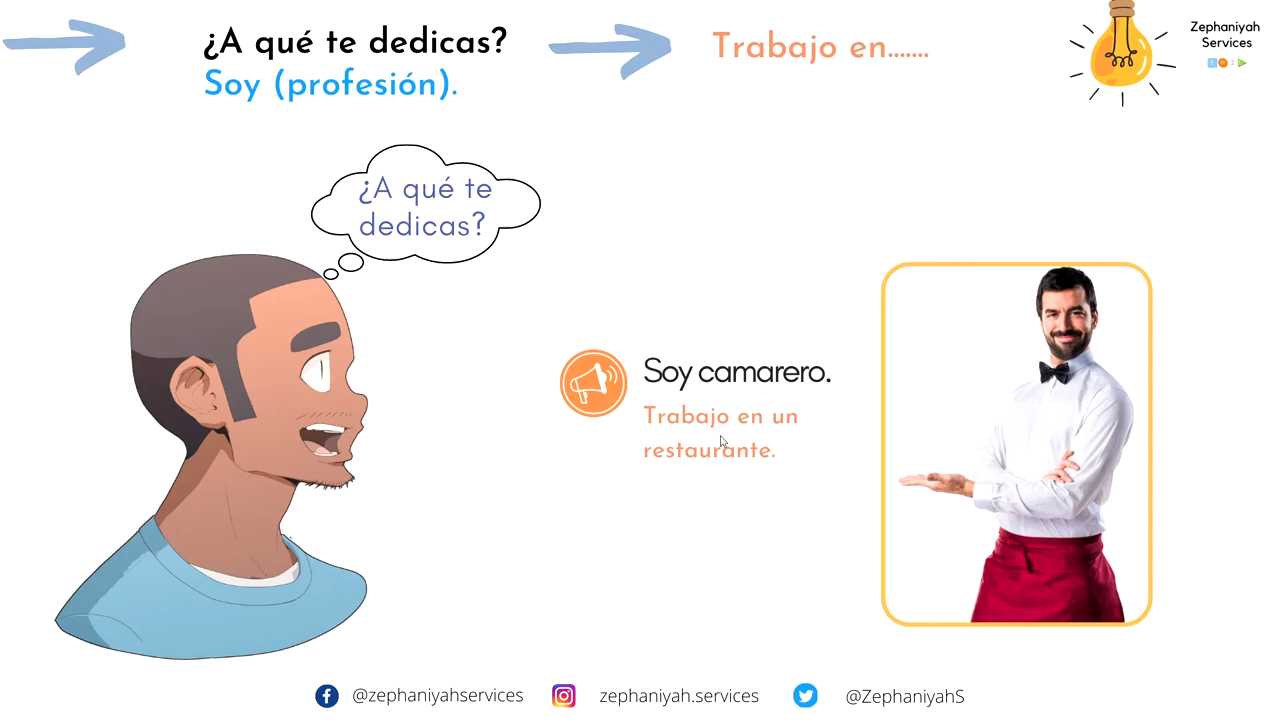 ¿A qué te dedicas?
Soy (profesión).
Trabajo en.......
Zephaniyah
Services
¿A qué te
dedicas?
Soy camarero.
Trabajo en un
restaurante.
@zephaniyahservices
zephaniyah.services
@ZephaniyahS